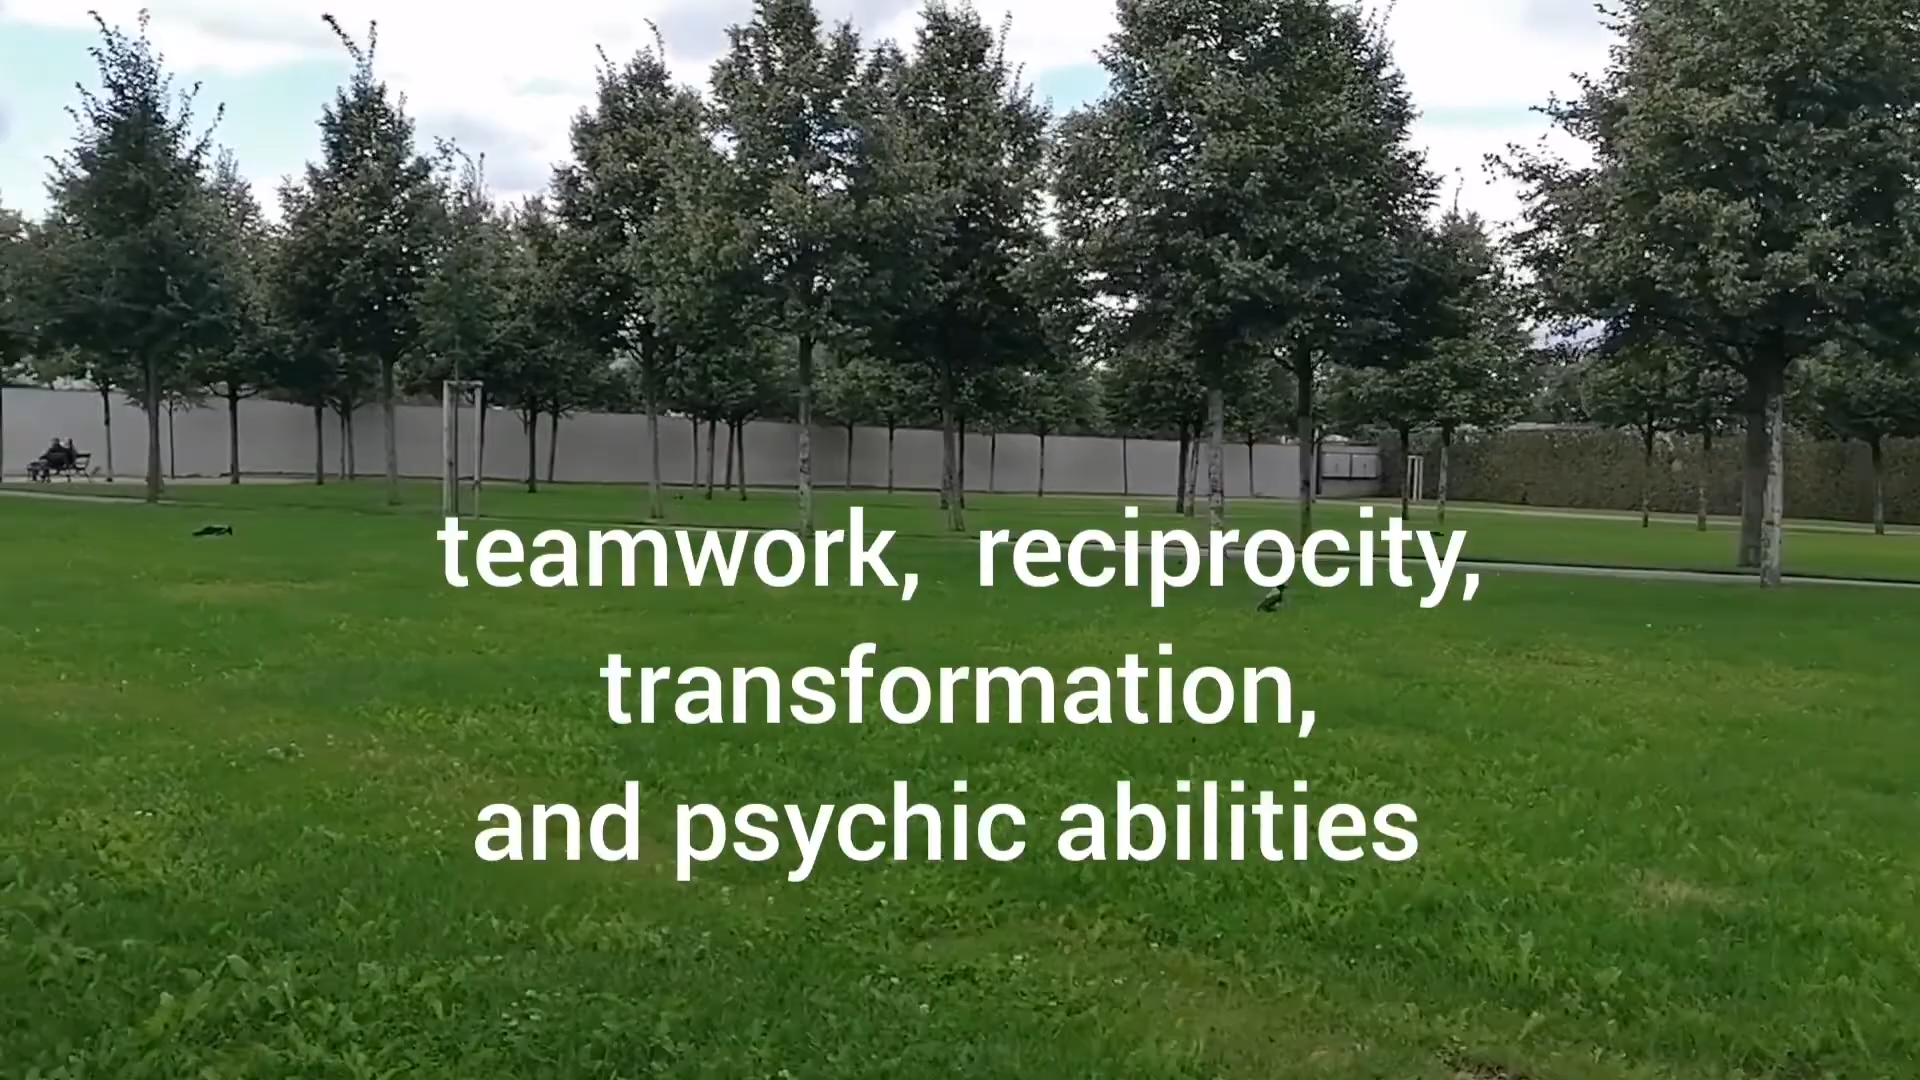 teamwork,  reciprocity,
transformation,
and psychic abilities